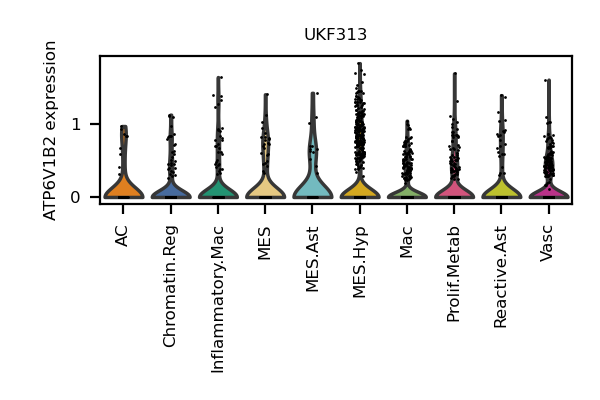 UKF313
ATP6V1B2 expression
1
0
AC
Chromatin.Reg
Inflammatory.Mac
MES
MES.Ast
MES.Hyp
Mac
Prolif.Metab
Reactive.Ast
Vasc